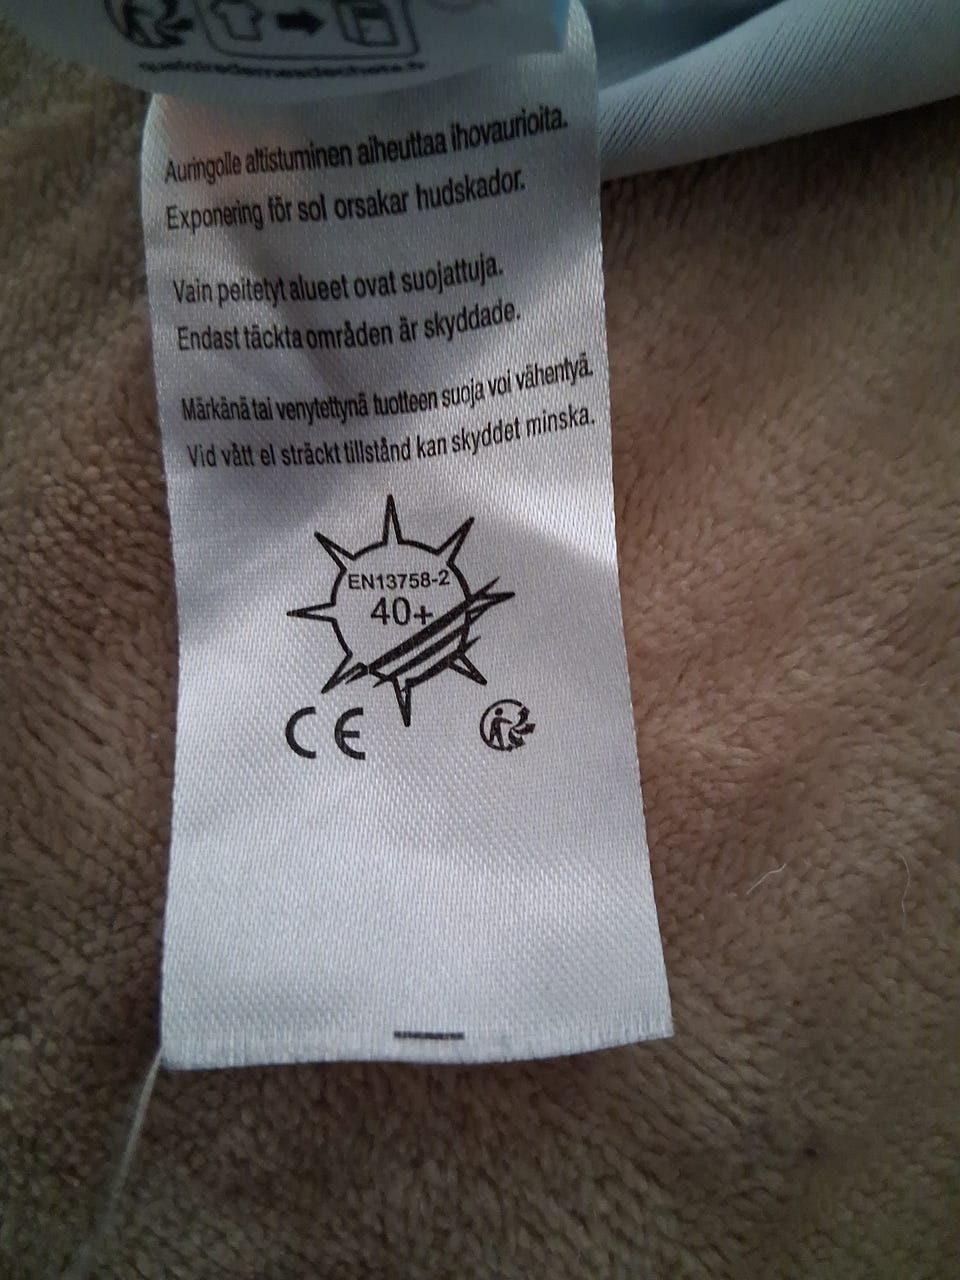 quefairedemesdechets.fr
Auringolle altistuminen aiheuttaa ihovaurioita.
Exponering för sol orsakar hudskador.
Vain peitetyt alueet ovat suojattuja.
Endast täckta områden är skyddade.
Märkänä tai venytettynä tuotteen suoja voi vähentyä.
Vid vått el sträckt tillstånd kan skyddet minska.
EN13758-2
40+
CE